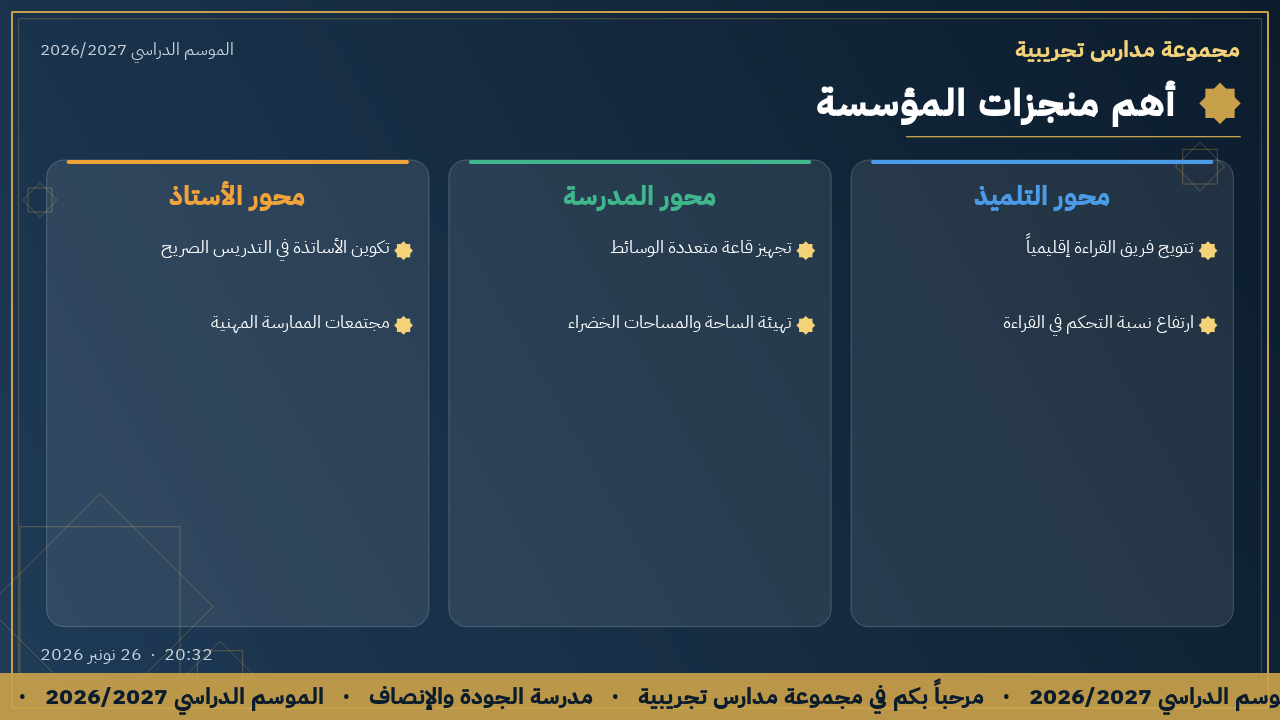 مجموعة مدارس تجريبية
الموسم الدراسي 2026/2027
أهم منجزات المؤسسة
محور التلميذ
تتويج فريق القراءة إقليمياً
ارتفاع نسبة التحكم في القراءة
محور المدرسة
تجهيز قاعة متعددة الوسائط
تهيئة الساحة والمساحات الخضراء
محور الأستاذ
تكوين الأساتذة في التدريس الصريح
مجتمعات الممارسة المهنية
20:32 · 26 نونبر 2026
وسم الدراسي 2026/2027 · مرحباً بكم في مجموعة مدارس تجريبية · مدرسة الجودة والإنصاف · الموسم الدراسي 2026/2027 ·